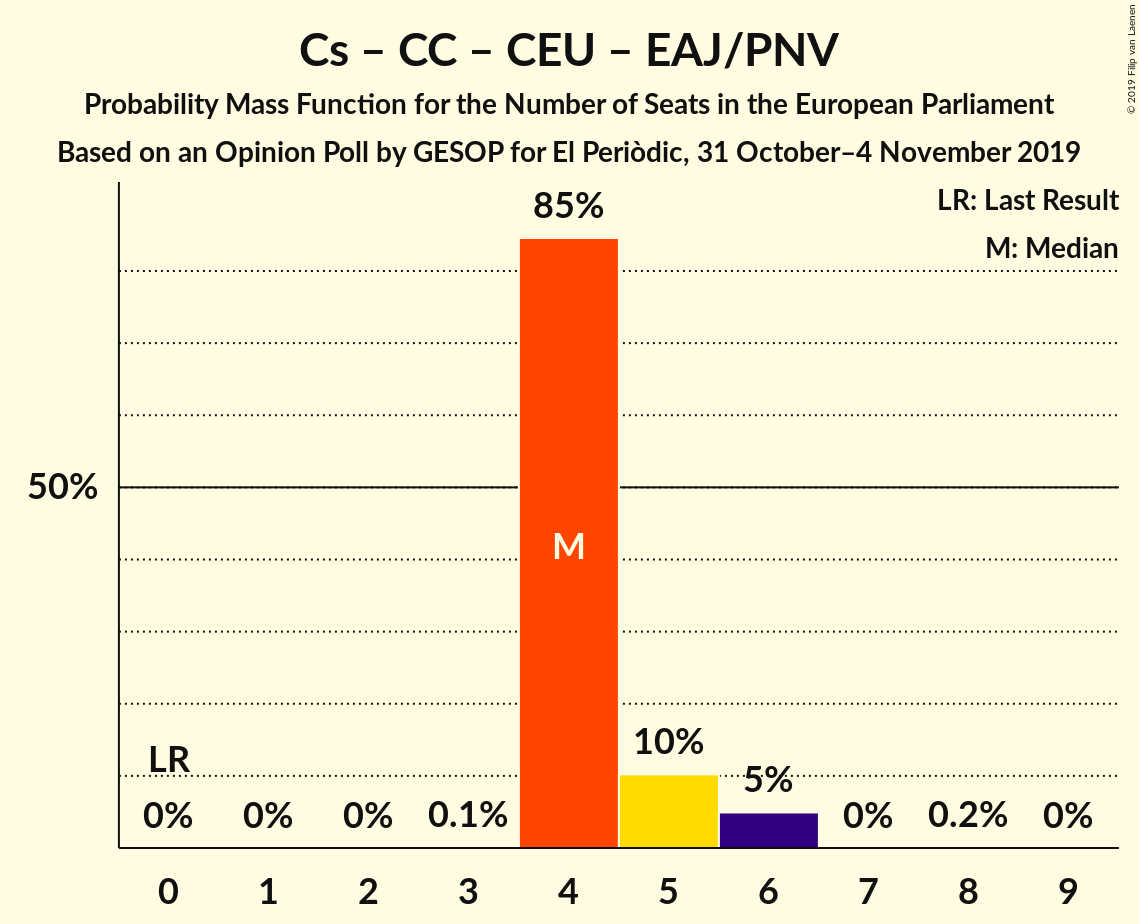 Cs – CC – CEU – EAJ/PNV
Probability Mass Function for the Number of Seats in the European Parliament
Based on an Opinion Poll by GESOP for El Periòdic, 31 October–4 November 2019
© 2019 Filip van Laenen
LR: Last Result
M: Median
85%
50%
M
LR
10%
5%
0% 0% 0% 0.1% 0% 0.2% 0%
0 1 2 3 4 5 6 7 8 9